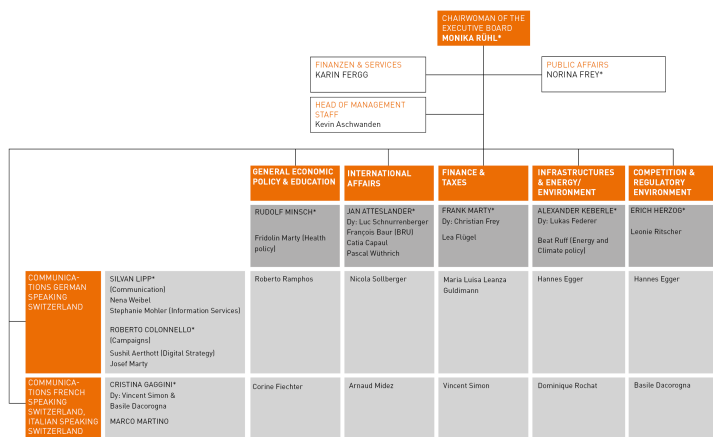 CHAIRWOMAN OF THE
EXECUTIVE BOARD
MONIKA RÜHL*
FINANZEN & SERVICES
KARIN FERGG
PUBLIC AFFAIRS
NORINA FREY*
HEAD OF MANAGEMENT
STAFF
Kevin Aschwanden
GENERAL ECONOMIC
POLICY & EDUCATION
INTERNATIONAL
AFFAIRS
FINANCE &
TAXES
INFRASTRUCTURES
& ENERGY/
ENVIRONMENT
COMPETITION &
REGULATORY
ENVIRONMENT
RUDOLF MINSCH*
Fridolin Marty (Health
policy)
JAN ATTESLANDER*
Dy: Luc Schnurrenberger
François Baur (BRU)
Catia Capaul
Pascal Wüthrich
FRANK MARTY*
Dy: Christian Frey
Lea Flügel
ALEXANDER KEBERLE*
Dy: Lukas Federer
Beat Ruff (Energy and
Climate policy)
ERICH HERZOG*
Leonie Ritscher
COMMUNICA-
TIONS GERMAN
SPEAKING
SWITZERLAND
SILVAN LIPP*
(Communication)
Nena Weibel
Stephanie Mohler (Information Services)
ROBERTO COLONNELLO*
(Campaigns)
Sushil Aerthott (Digital Strategy)
Josef Marty
Roberto Ramphos
Nicola Sollberger
Maria Luisa Leanza
Guldimann
Hannes Egger
Hannes Egger
COMMUNICA-
TIONS FRENCH
SPEAKING
SWITZERLAND,
ITALIAN SPEAKING
SWITZERLAND
CRISTINA GAGGINI*
Dy: Vincent Simon &
Basile Dacorogna
MARCO MARTINO
Corine Fiechter
Arnaud Midez
Vincent Simon
Dominique Rochat
Basile Dacorogna